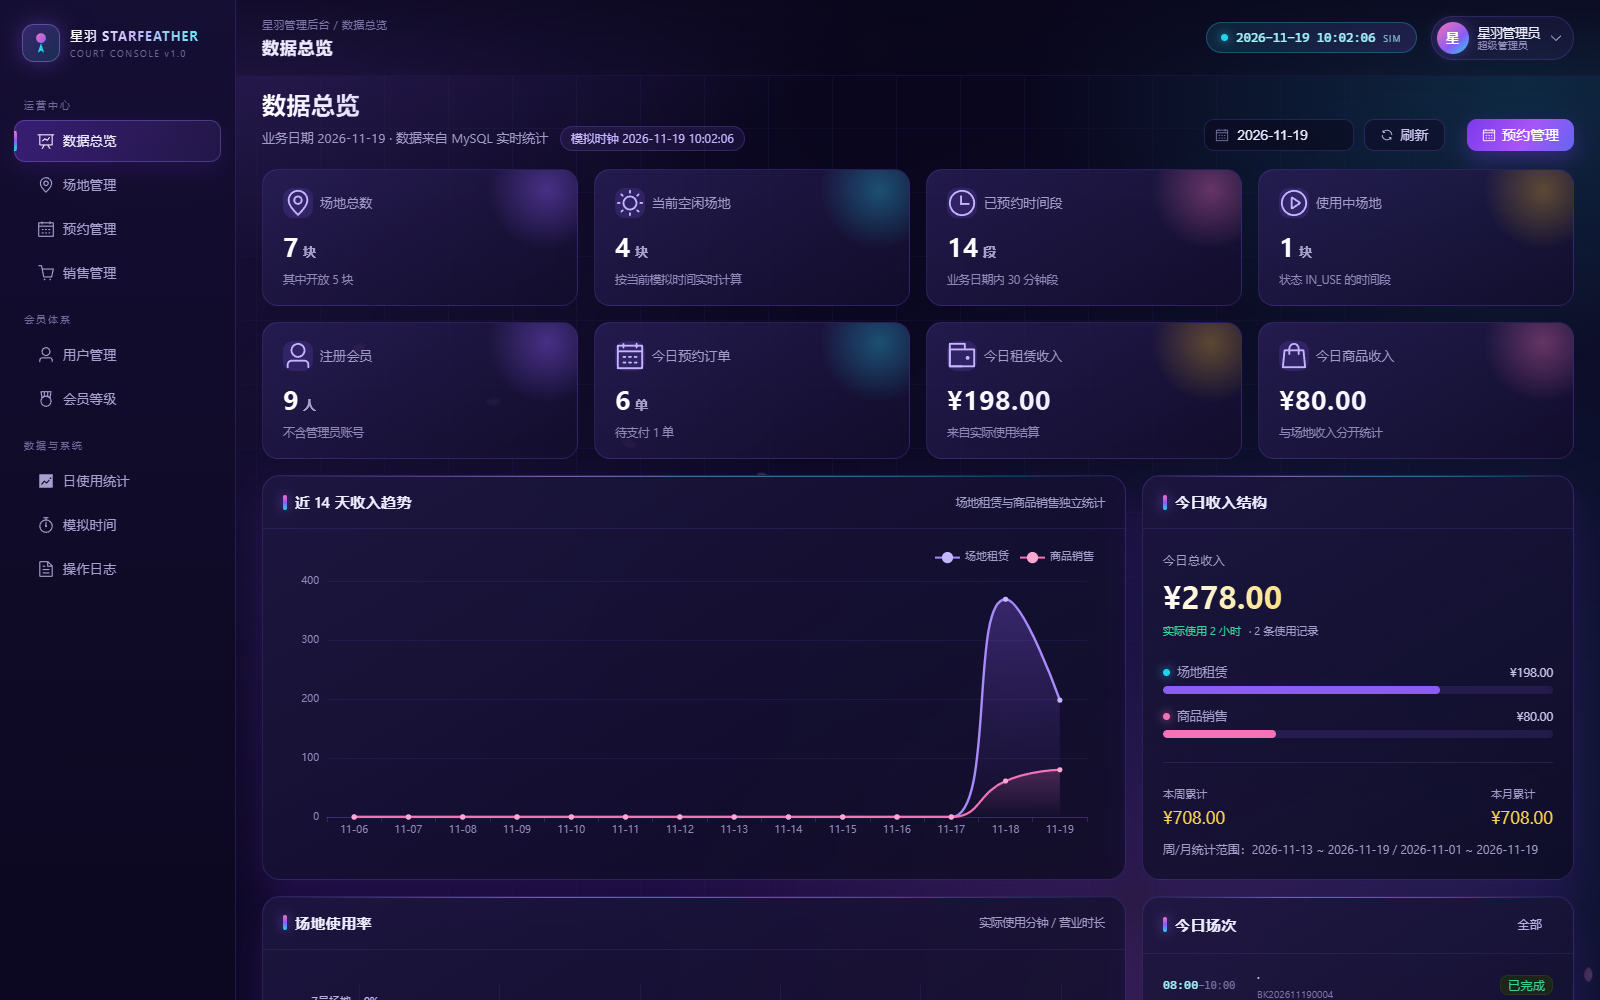 星羽 STARFEATHER
COURT CONSOLE v1.0
运营中心
数据总览
场地管理
预约管理
销售管理
会员体系
用户管理
会员等级
数据与系统
日使用统计
模拟时间
操作日志
星羽管理后台 / 数据总览
数据总览
2026-11-19 10:02:06 SIM
星
星羽管理员
超级管理员
数据总览
业务日期 2026-11-19 · 数据来自 MySQL 实时统计
模拟时钟 2026-11-19 10:02:06
2026-11-19
刷新
预约管理
场地总数
7 块
其中开放 5 块
当前空闲场地
4 块
按当前模拟时间实时计算
已预约时间段
14 段
业务日期内 30 分钟段
使用中场地
1 块
状态 IN_USE 的时间段
注册会员
9 人
不含管理员账号
今日预约订单
6 单
待支付 1 单
今日租赁收入
¥198.00
来自实际使用结算
今日商品收入
¥80.00
与场地收入分开统计
近 14 天收入趋势
场地租赁与商品销售独立统计
场地租赁
商品销售
400
300
200
100
0
11-06 11-07 11-08 11-09 11-10 11-11 11-12 11-13 11-14 11-15 11-16 11-17 11-18 11-19
今日收入结构
今日总收入
¥278.00
实际使用 2 小时 · 2 条使用记录
场地租赁 ¥198.00
商品销售 ¥80.00
本周累计
¥708.00
本月累计
¥708.00
周/月统计范围：2026-11-13 ~ 2026-11-19 / 2026-11-01 ~ 2026-11-19
场地使用率
实际使用分钟 / 营业时长
7号场地 0%
今日场次
全部
08:00-10:00
·
BK202611190004
已完成